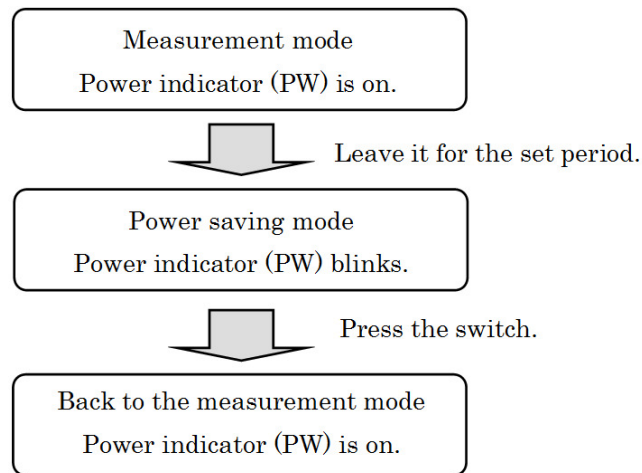 Measurement mode
Power indicator (PW) is on.
Leave it for the set period.
Power saving mode
Power indicator (PW) blinks.
Press the switch.
Back to the measurement mode
Power indicator (PW) is on.